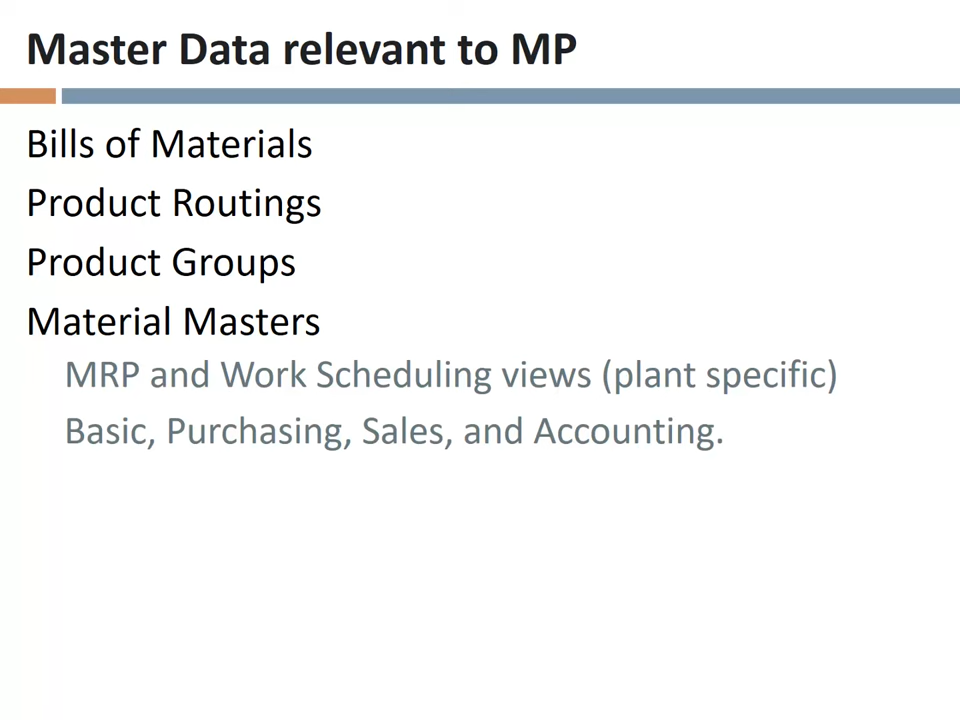 Master Data relevant to MP
Bills of Materials
Product Routings
Product Groups
Material Masters
MRP and Work Scheduling views (plant specific)
Basic, Purchasing, Sales, and Accounting.